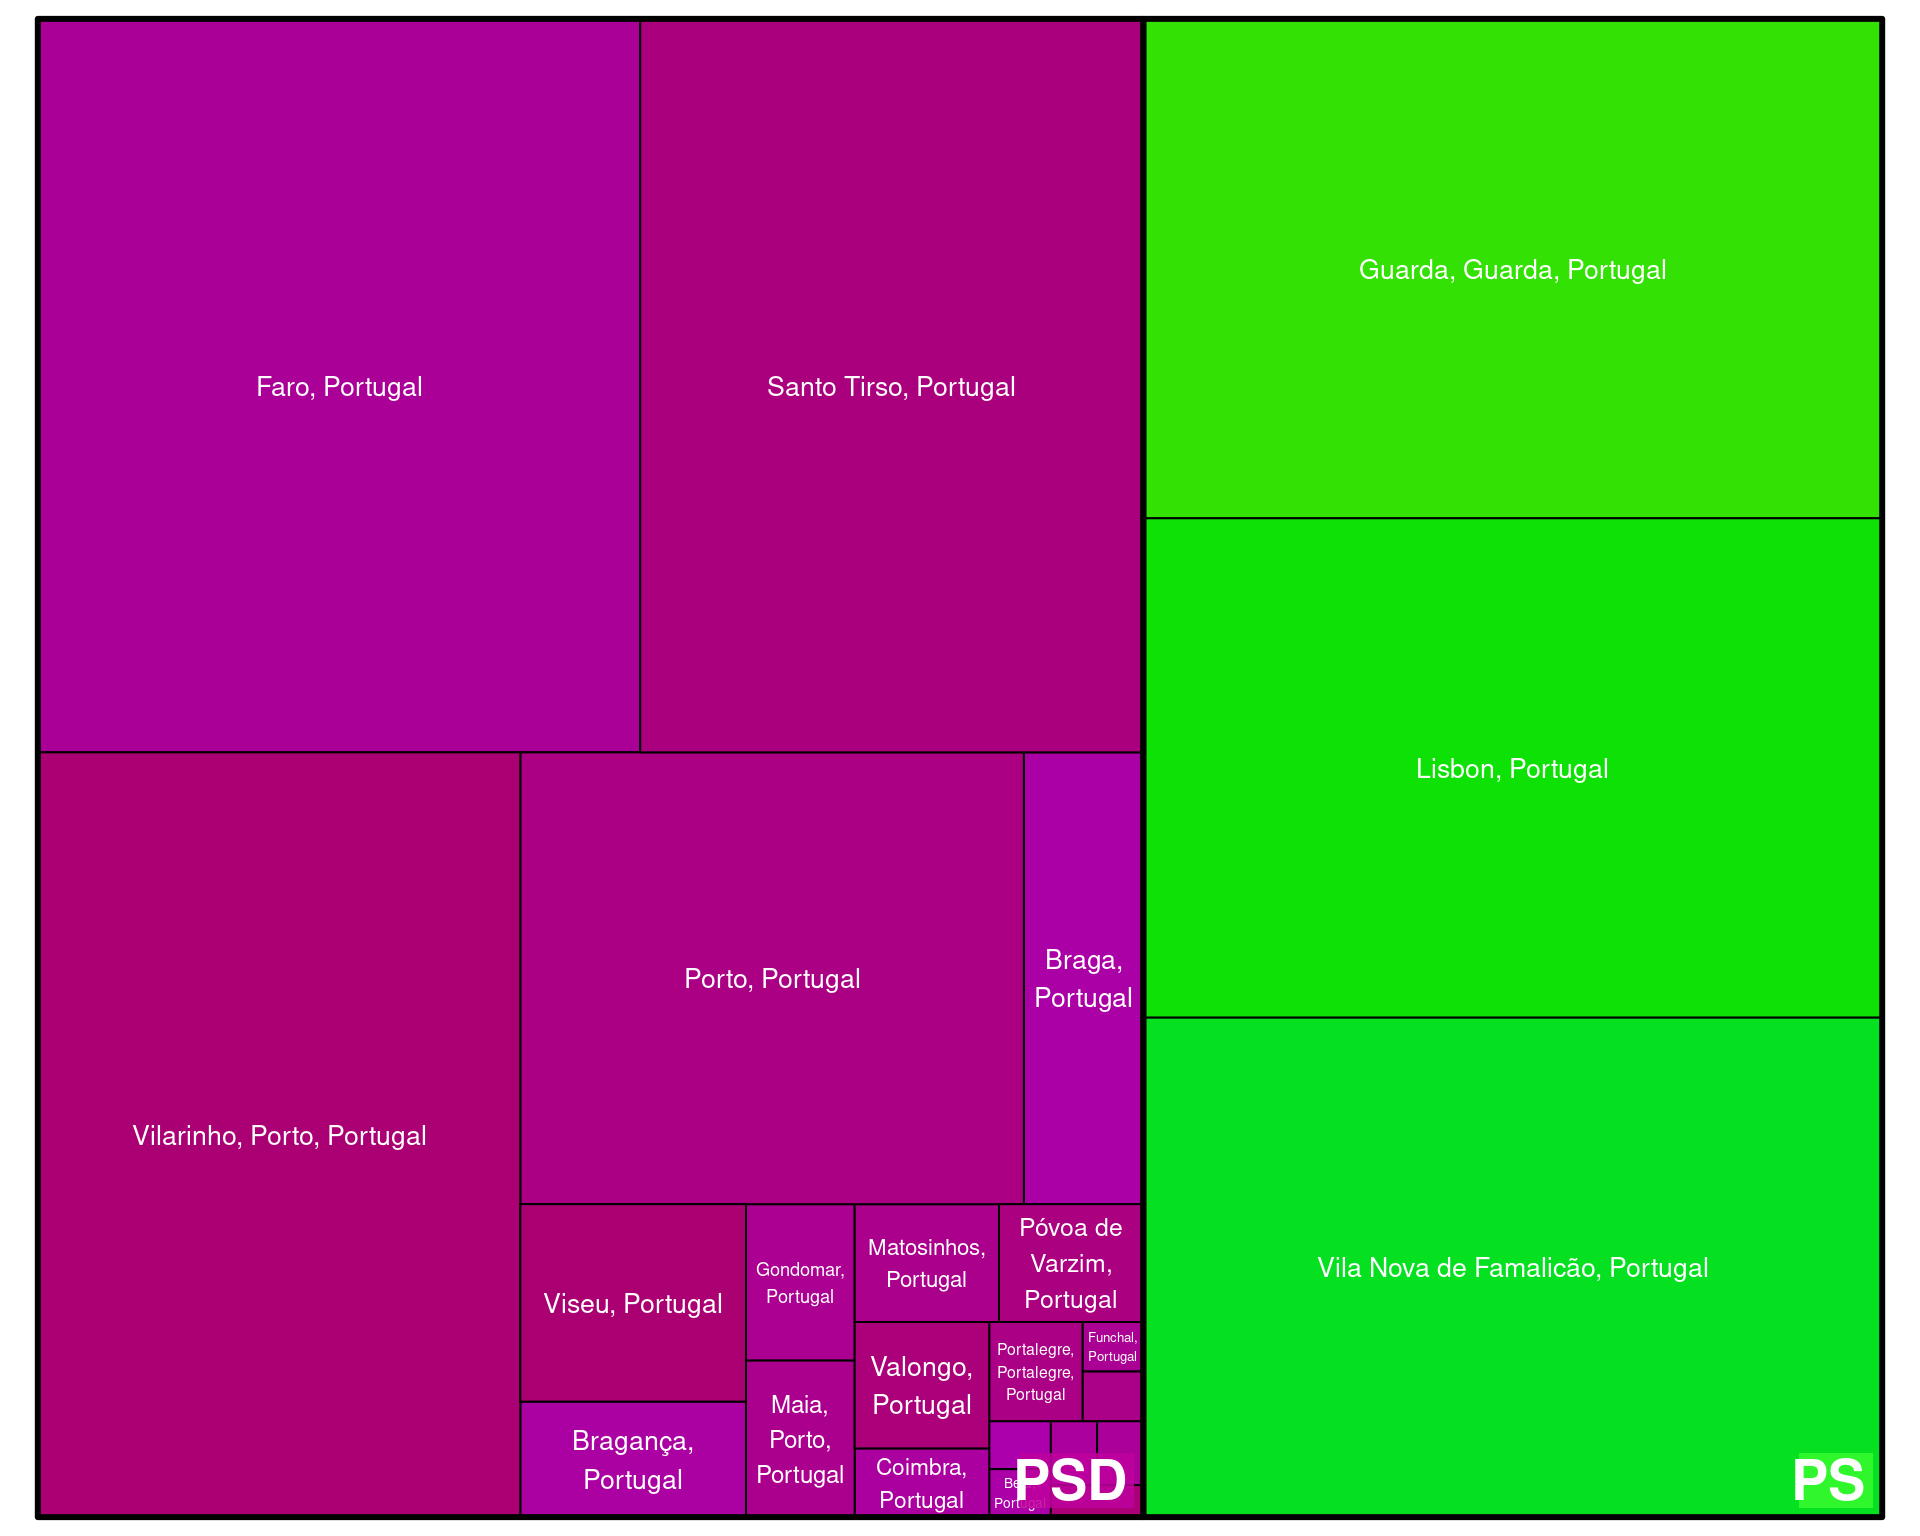 Faro, Portugal
Santo Tirso, Portugal
Guarda, Guarda, Portugal
Lisbon, Portugal
Vila Nova de Famalicão, Portugal
Vilarinho, Porto, Portugal
Porto, Portugal
Braga,
Portugal
Viseu, Portugal
Bragança,
Portugal
Gondomar,
Portugal
Maia,
Porto,
Portugal
Matosinhos,
Portugal
Póvoa de
Varzim,
Portugal
Valongo,
Portugal
Coimbra,
Portugal
Portalegre,
Portalegre,
Portugal
Funchal,
Portugal
Portugal
PSD
PS